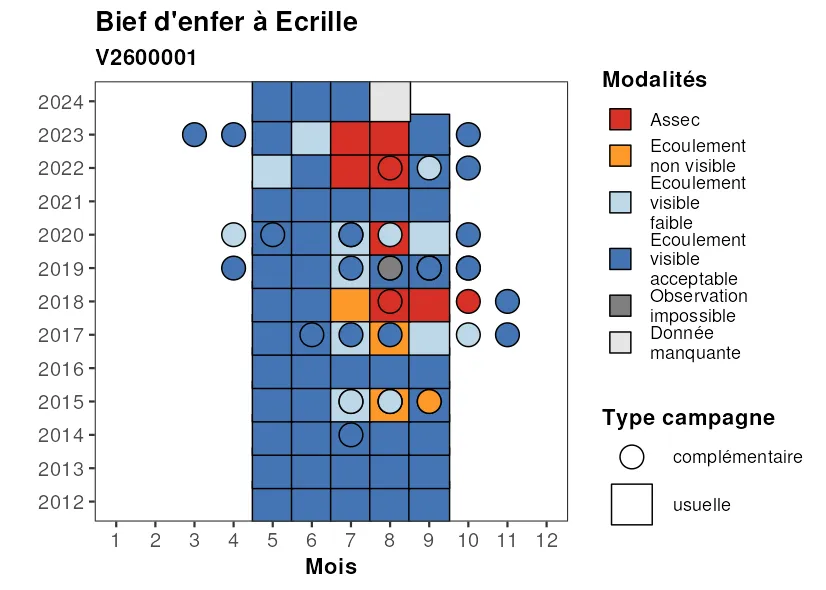 Bief d'enfer à Ecrille
V2600001
2024
2023
2022
2021
2020
2019
2018
2017
2016
2015
2014
2013
2012
1 2 3 4 5 6 7 8 9 10 11 12
Mois
Modalités
Assec
Ecoulement
non visible
Ecoulement
visible
faible
Ecoulement
visible
acceptable
Observation
impossible
Donnée
manquante
Type campagne
complémentaire
usuelle